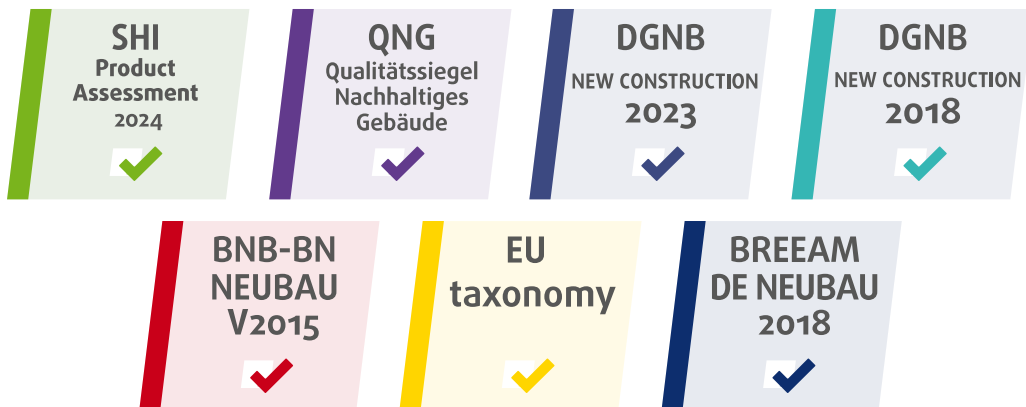 SHI
Product
Assessment
2024
QNG
Qualitätssiegel
Nachhaltiges
Gebäude
DGNB
NEW CONSTRUCTION
2023
DGNB
NEW CONSTRUCTION
2018
BNB-BN
NEUBAU
V2015
EU
taxonomy
BREEAM
DE NEUBAU
2018